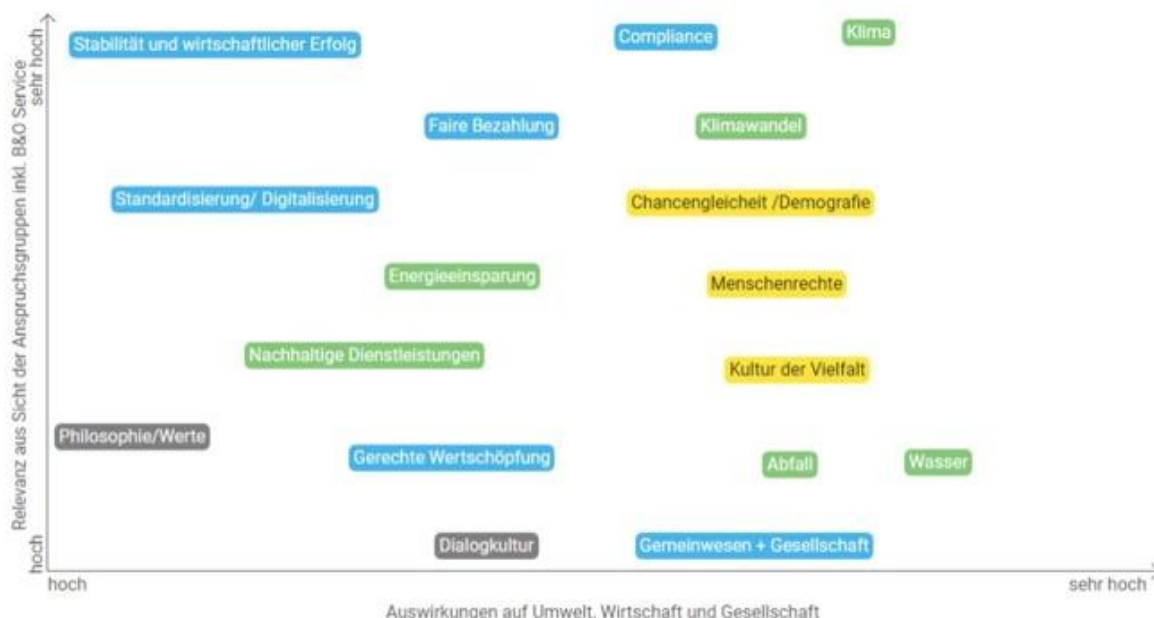 Relevanz aus Sicht der Anspruchsgruppen inkl. B&O Service
sehr hoch
hoch
Stabilität und wirtschaftlicher Erfolg
Compliance
Klima
Faire Bezahlung
Klimawandel
Standardisierung/ Digitalisierung
Chancengleicheit /Demografie
Energieeinsparung
Menschenrechte
Nachhaltige Dienstleistungen
Kultur der Vielfalt
Philosophie/Werte
Gerechte Wertschöpfung
Abfall
Wasser
Dialogkultur
Gemeinwesen + Gesellschaft
hoch
sehr hoch
Auswirkungen auf Umwelt, Wirtschaft und Gesellschaft